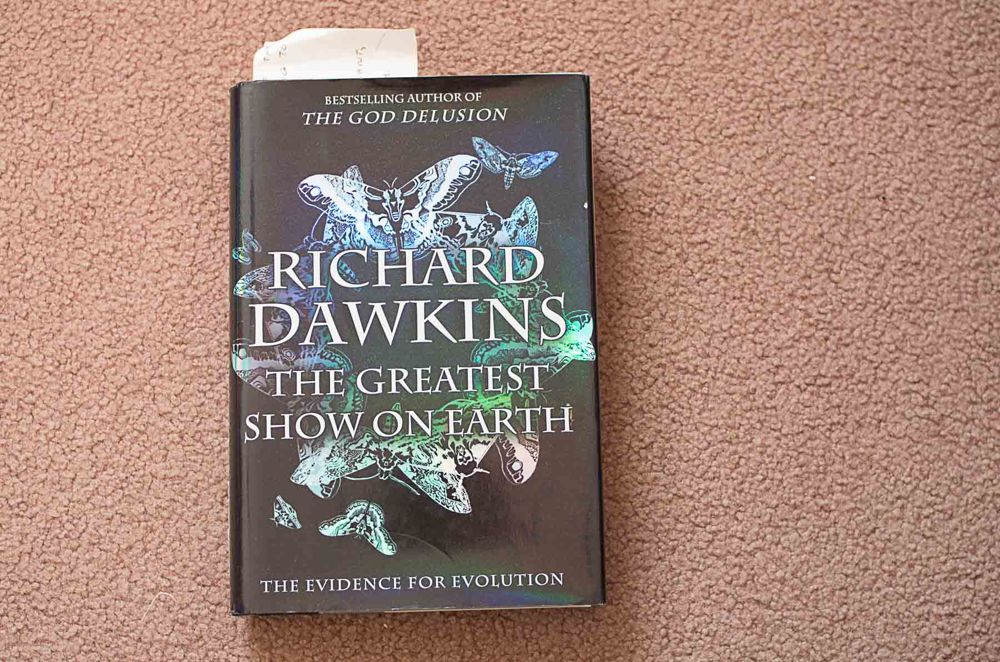 BESTSELLING AUTHOR OF
THE GOD DELUSION
RICHARD
DAWKINS
THE GREATEST
SHOW ON EARTH
THE EVIDENCE FOR EVOLUTION